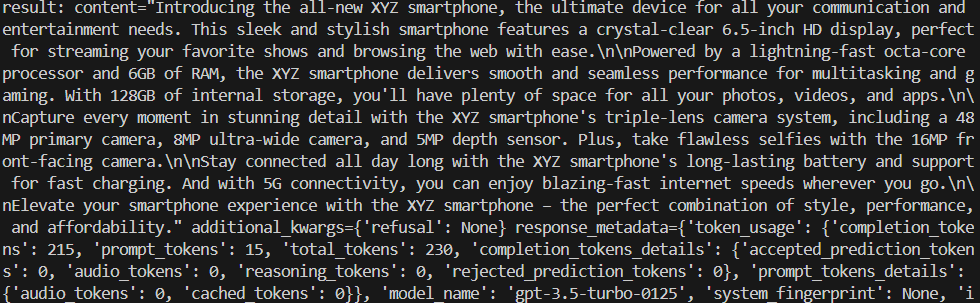 result: content="Introducing the all-new XYZ smartphone, the ultimate device for all your communication and
entertainment needs. This sleek and stylish smartphone features a crystal-clear 6.5-inch HD display, perfect
for streaming your favorite shows and browsing the web with ease.\n\nPowered by a lightning-fast octa-core
processor and 6GB of RAM, the XYZ smartphone delivers smooth and seamless performance for multitasking and g
aming. With 128GB of internal storage, you'll have plenty of space for all your photos, videos, and apps.\n\
nCapture every moment in stunning detail with the XYZ smartphone's triple-lens camera system, including a 48
MP primary camera, 8MP ultra-wide camera, and 5MP depth sensor. Plus, take flawless selfies with the 16MP fr
ont-facing camera.\n\nStay connected all day long with the XYZ smartphone's long-lasting battery and support
for fast charging. And with 5G connectivity, you can enjoy blazing-fast internet speeds wherever you go.\n\
nElevate your smartphone experience with the XYZ smartphone – the perfect combination of style, performance,
and affordability." additional_kwargs={'refusal': None} response_metadata={'token_usage': {'completion_toke
ns': 215, 'prompt_tokens': 15, 'total_tokens': 230, 'completion_tokens_details': {'accepted_prediction_token
s': 0, 'audio_tokens': 0, 'reasoning_tokens': 0, 'rejected_prediction_tokens': 0}, 'prompt_tokens_details':
{'audio_tokens': 0, 'cached_tokens': 0}}, 'model_name': 'gpt-3.5-turbo-0125', 'system_fingerprint': None, 'i